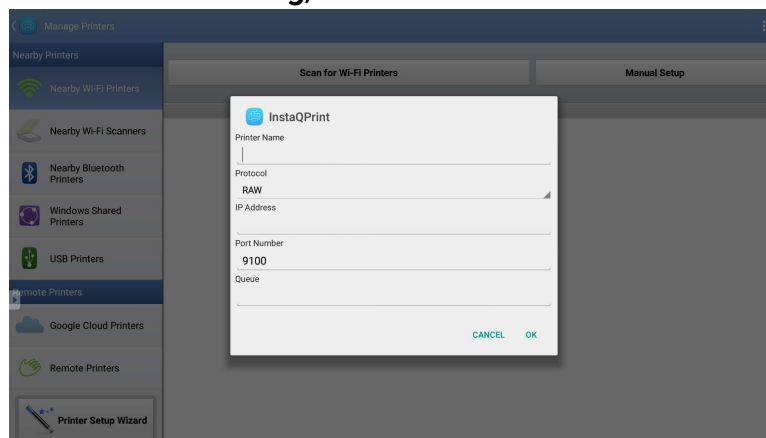 Manage Printers
Nearby Printers
Nearby Wi-Fi Printers
Nearby Wi-Fi Scanners
Nearby Bluetooth
Printers
Windows Shared
Printers
USB Printers
Remote Printers
Google Cloud Printers
Remote Printers
Printer Setup Wizard
Scan for Wi-Fi Printers
Manual Setup
InstaQPrint
Printer Name
Protocol
RAW
IP Address
Port Number
9100
Queue
CANCEL OK